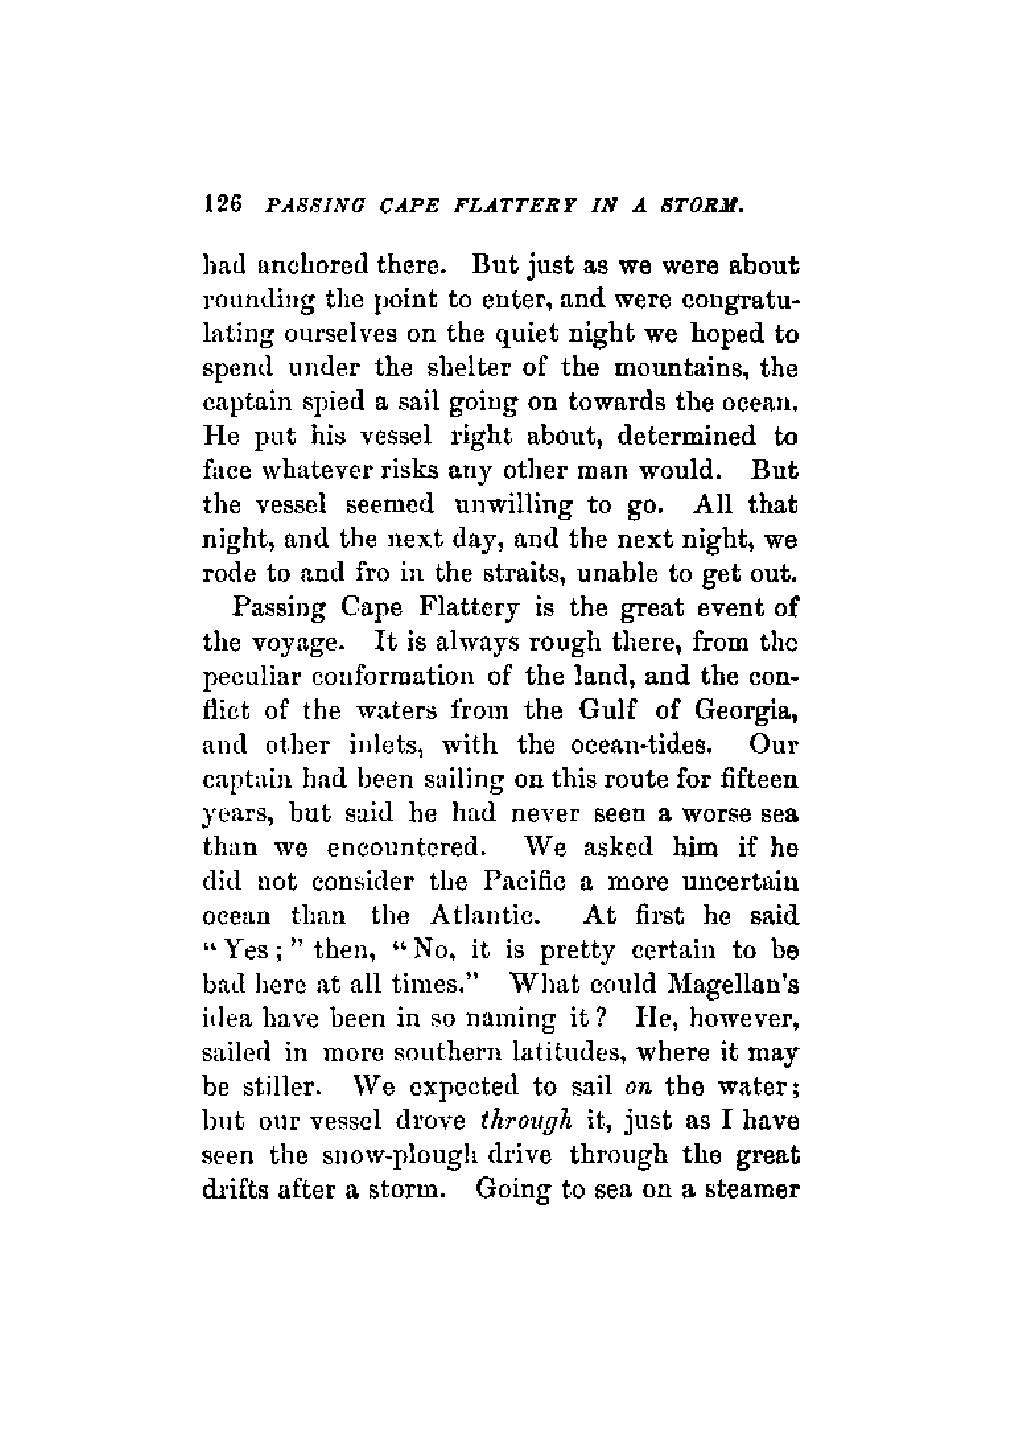 126 PASSING CAPE FLATTERY IN A STORM.
had anchored there. But just as we were about
rounding the point to enter, and were congratu-
lating ourselves on the quiet night we hoped to
spend under the shelter of the mountains, the
captain spied a sail going on towards the ocean.
He put his vessel right about, determined to
face whatever risks any other man would. But
the vessel seemed unwilling to go. All that
night, and the next day, and the next night, we
rode to and fro in the straits, unable to get out.
Passing Cape Flattery is the great event of
the voyage. It is always rough there, from the
peculiar conformation of the land, and the con-
flict of the waters from the Gulf of Georgia,
and other inlets, with the ocean-tides. Our
captain had been sailing on this route for fifteen
years, but said he had never seen a worse sea
than we encountered. We asked him if he
did not consider the Pacific a more uncertain
ocean than the Atlantic. At first he said
“Yes;” then, “No, it is pretty certain to be
bad here at all times.” What could Magellan's
idea have been in so naming it? He, however,
sailed in more southern latitudes, where it may
be stiller. We expected to sail on the water;
but our vessel drove through it, just as I have
seen the snow-plough drive through the great
drifts after a storm. Going to sea on a steamer